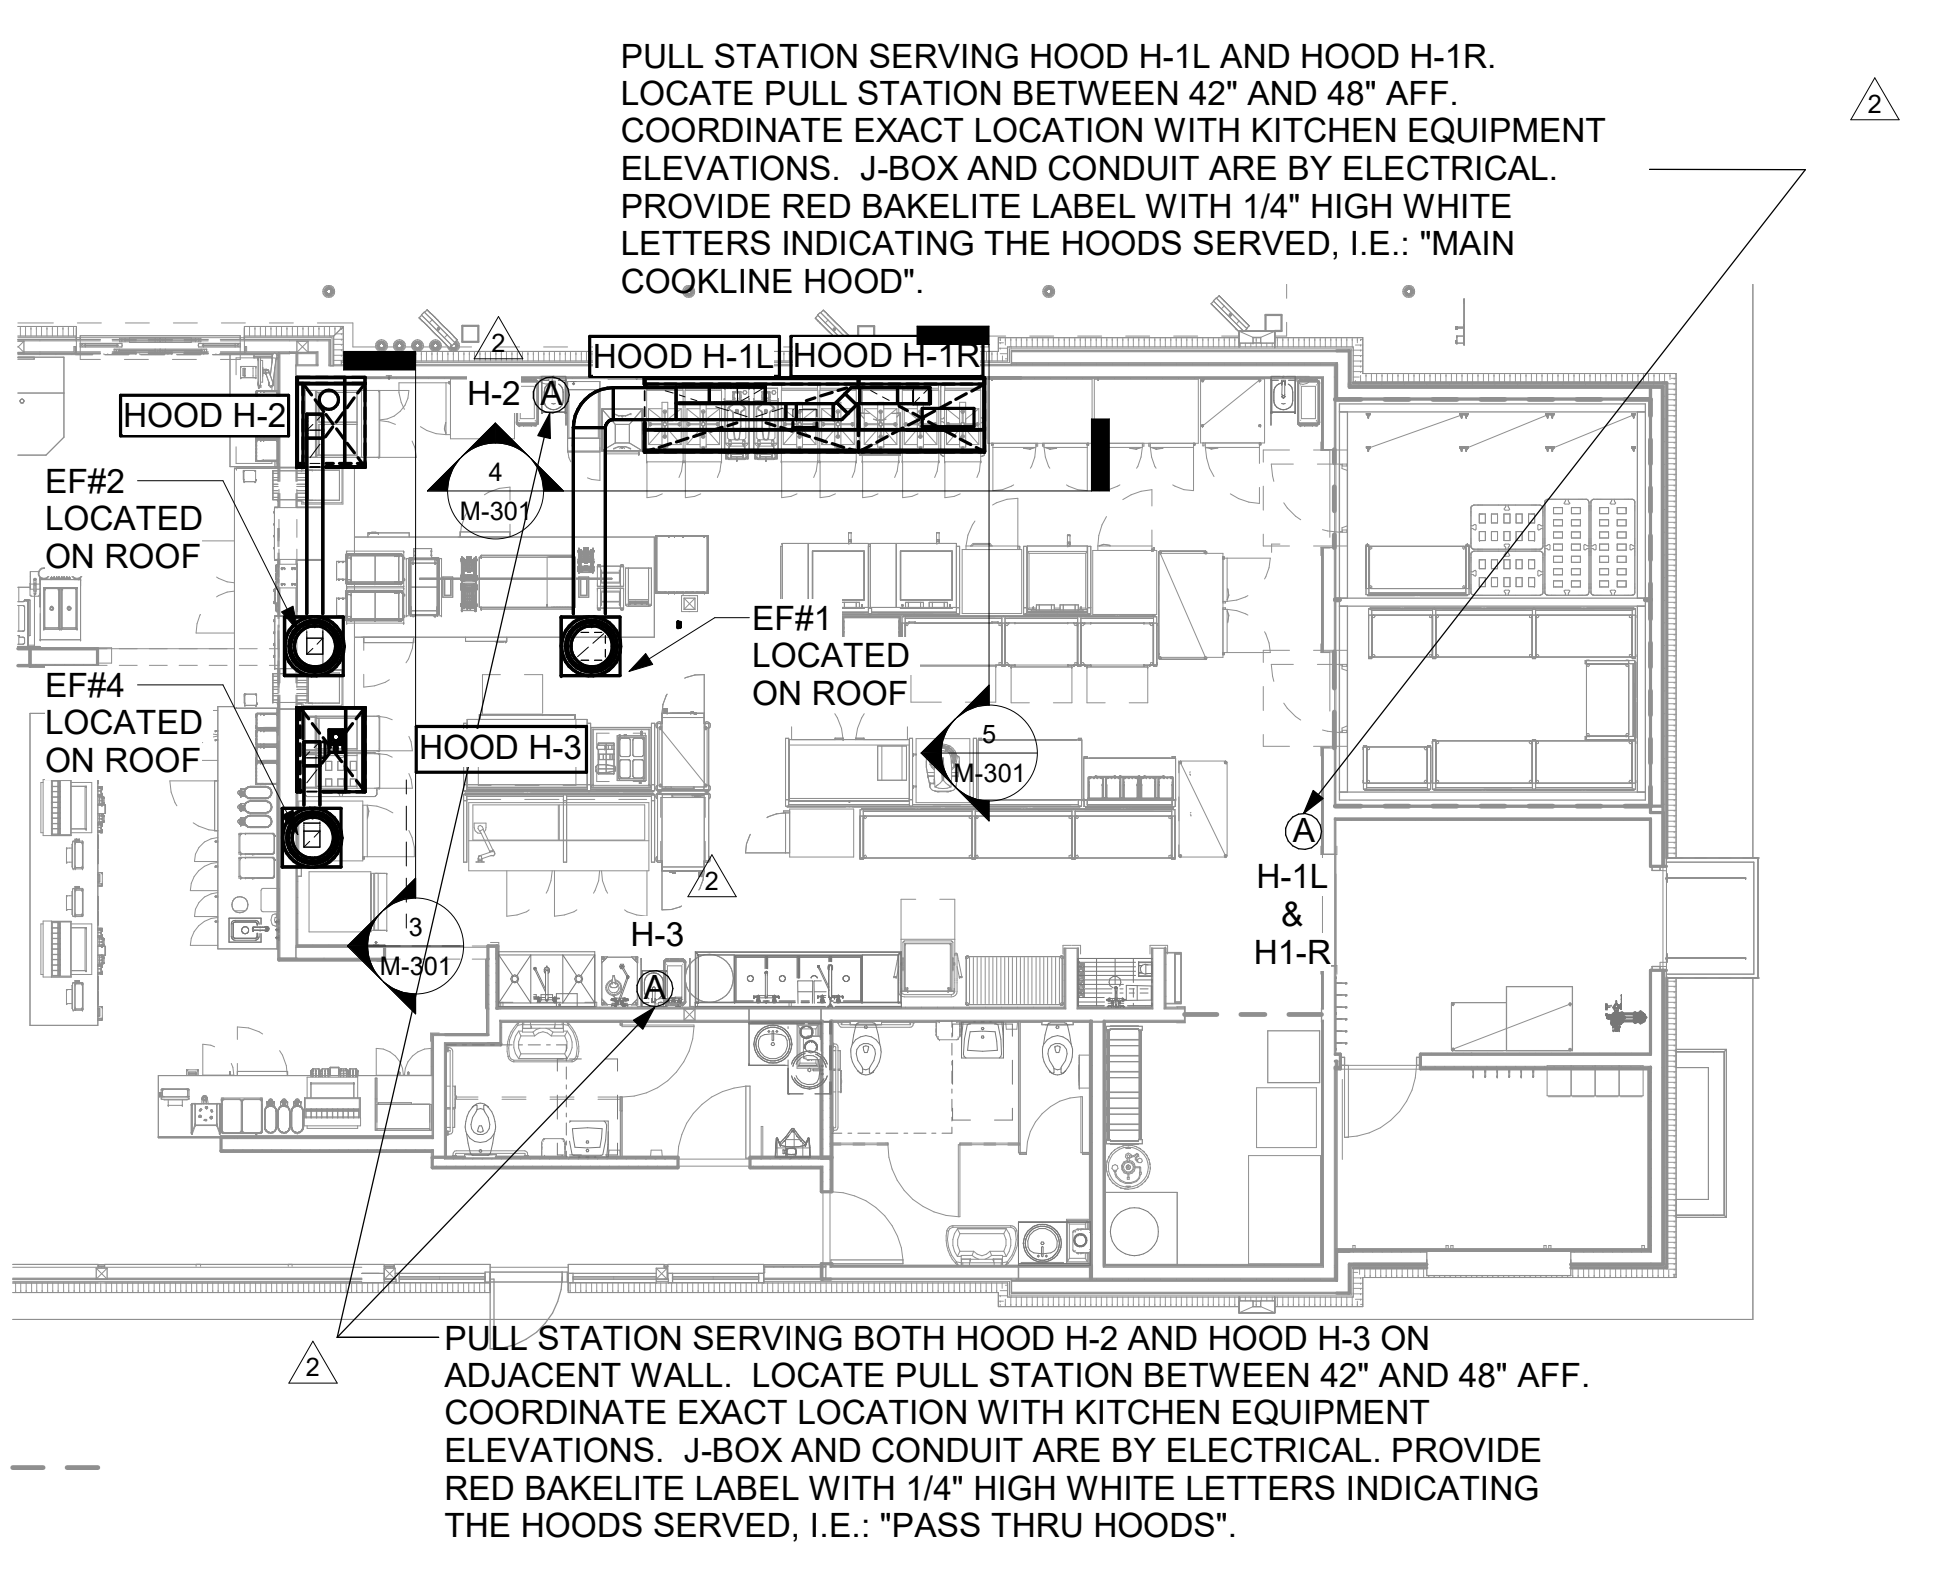 PULL STATION SERVING HOOD H-1L AND HOOD H-1R.
LOCATE PULL STATION BETWEEN 42" AND 48" AFF.
COORDINATE EXACT LOCATION WITH KITCHEN EQUIPMENT
ELEVATIONS.  J-BOX AND CONDUIT ARE BY ELECTRICAL.
PROVIDE RED BAKELITE LABEL WITH 1/4" HIGH WHITE
LETTERS INDICATING THE HOODS SERVED, I.E.: "MAIN
COOKLINE HOOD".
2
2
HOOD H-1L
HOOD H-1R
H-2
A
HOOD H-2
4
M-301
EF#2
LOCATED
ON ROOF
EF#1
LOCATED
ON ROOF
EF#4
LOCATED
ON ROOF
HOOD H-3
5
M-301
A
H-1L
&
H1-R
2
3
M-301
H-3
A
2
PULL STATION SERVING BOTH HOOD H-2 AND HOOD H-3 ON
ADJACENT WALL.  LOCATE PULL STATION BETWEEN 42" AND 48" AFF.
COORDINATE EXACT LOCATION WITH KITCHEN EQUIPMENT
ELEVATIONS.  J-BOX AND CONDUIT ARE BY ELECTRICAL. PROVIDE
RED BAKELITE LABEL WITH 1/4" HIGH WHITE LETTERS INDICATING
THE HOODS SERVED, I.E.: "PASS THRU HOODS".